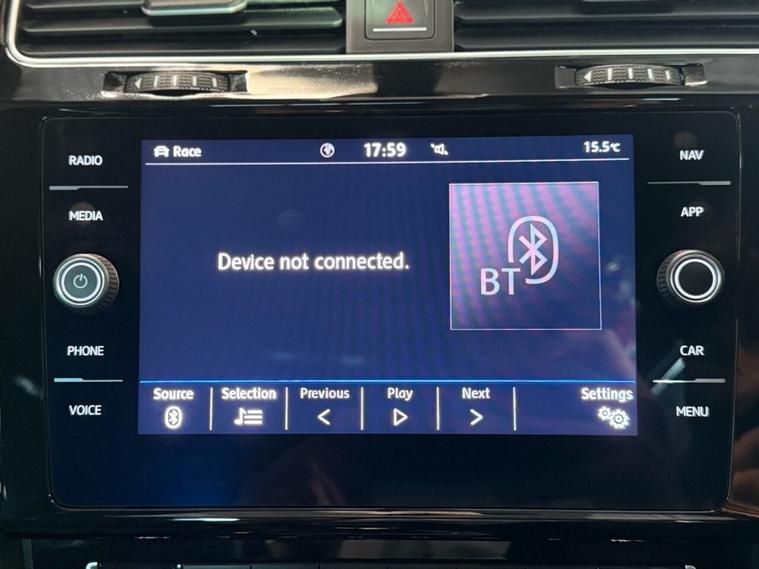 Race 17:59 15.5°C
RADIO
NAV
MEDIA
APP
Device not connected.
BT
PHONE
CAR
Source Selection Previous Play Next Settings
VOICE
MENU